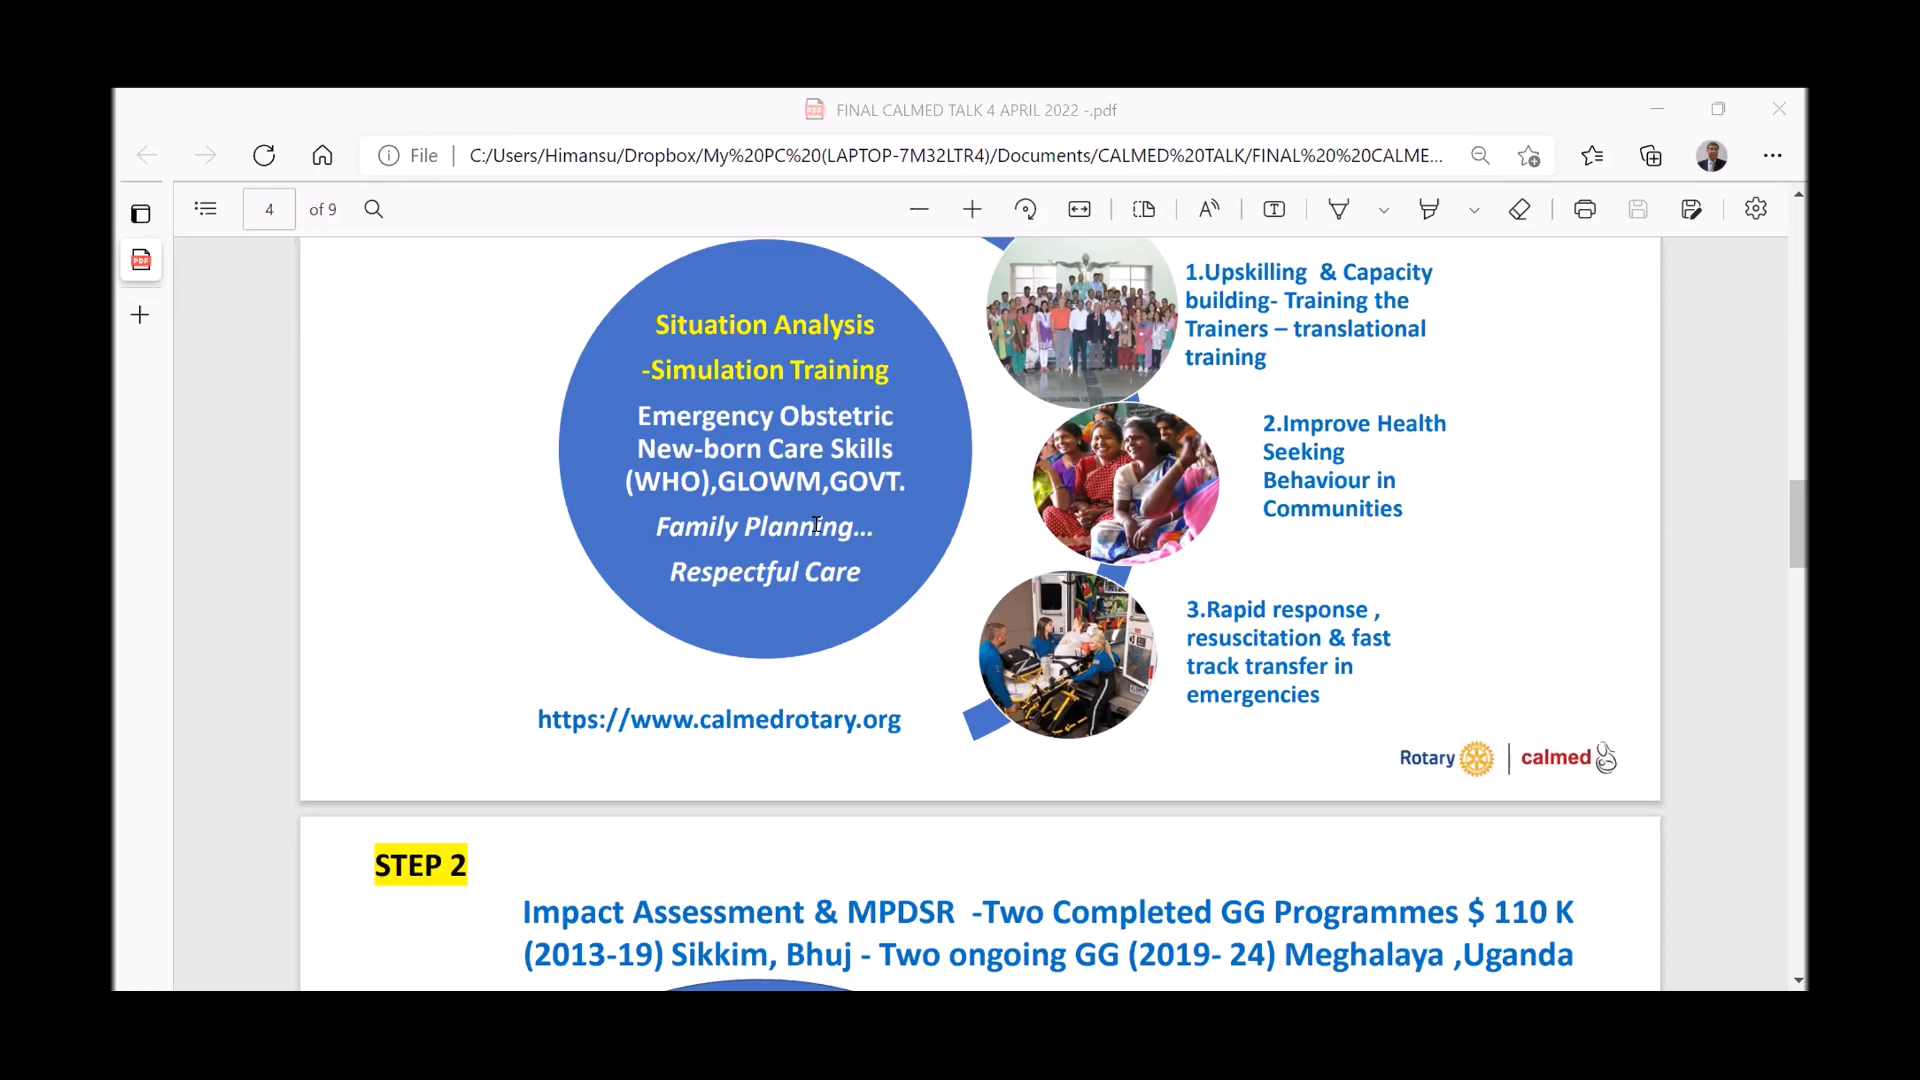 FINAL CALMED TALK 4 APRIL 2022 -.pdf
File
C:/Users/Himansu/Dropbox/My%20PC%20(LAPTOP-7M32LTR4)/Documents/CALMED%20TALK/FINAL%20%20CALME...
4
of 9
Situation Analysis
-Simulation Training
Emergency Obstetric
New-born Care Skills
(WHO),GLOWM,GOVT.
Family Planning...
Respectful Care
https://www.calmedrotary.org
1.Upskilling & Capacity
building- Training the
Trainers – translational
training
2.Improve Health
Seeking
Behaviour in
Communities
3.Rapid response ,
resuscitation & fast
track transfer in
emergencies
Rotary
calmed
STEP 2
Impact Assessment & MPDSR -Two Completed GG Programmes $ 110 K
(2013-19) Sikkim, Bhuj - Two ongoing GG (2019- 24) Meghalaya ,Uganda